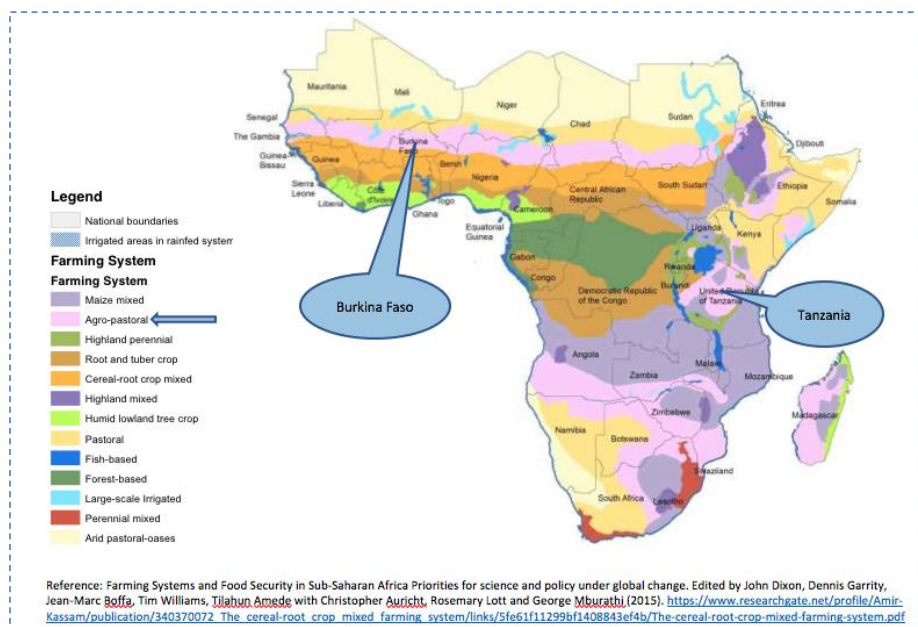 Mauritania
Mali
Niger
Chad
Sudan
Eritrea
Senegal
The Gambia
Burkina
Faso
Djibouti
Guinea-
Bissau
Guinea
Benin
Nigeria
Sierra
Leone
Liberia
Côte
d'Ivoire
Ghana
Togo
Cameroon
Central African
Republic
South Sudan
Ethiopia
Somalia
Equatorial
Guinea
Uganda
Kenya
Gabon
Congo
Rwanda
Burundi
Democratic Republic
of the Congo
United Republic
of Tanzania
Angola
Zambia
Malawi
Mozambique
Zimbabwe
Madagascar
Namibia
Botswana
Swaziland
South Africa
Lesotho
Burkina Faso
Tanzania
Legend
National boundaries
Irrigated areas in rainfed system
Farming System
Farming System
Maize mixed
Agro-pastoral
Highland perennial
Root and tuber crop
Cereal-root crop mixed
Highland mixed
Humid lowland tree crop
Pastoral
Fish-based
Forest-based
Large-scale Irrigated
Perennial mixed
Arid pastoral-oases
Reference: Farming Systems and Food Security in Sub-Saharan Africa Priorities for science and policy under global change. Edited by John Dixon, Dennis Garrity,
Jean-Marc Boffa, Tim Williams, Tilahun Amede with Christopher Auricht, Rosemary Lott and George Mburathi (2015). https://www.researchgate.net/profile/Amir-
Kassam/publication/340370072_The_cereal-root_crop_mixed_farming_system/links/5fe61f11299bf1408843ef4b/The-cereal-root-crop-mixed-farming-system.pdf